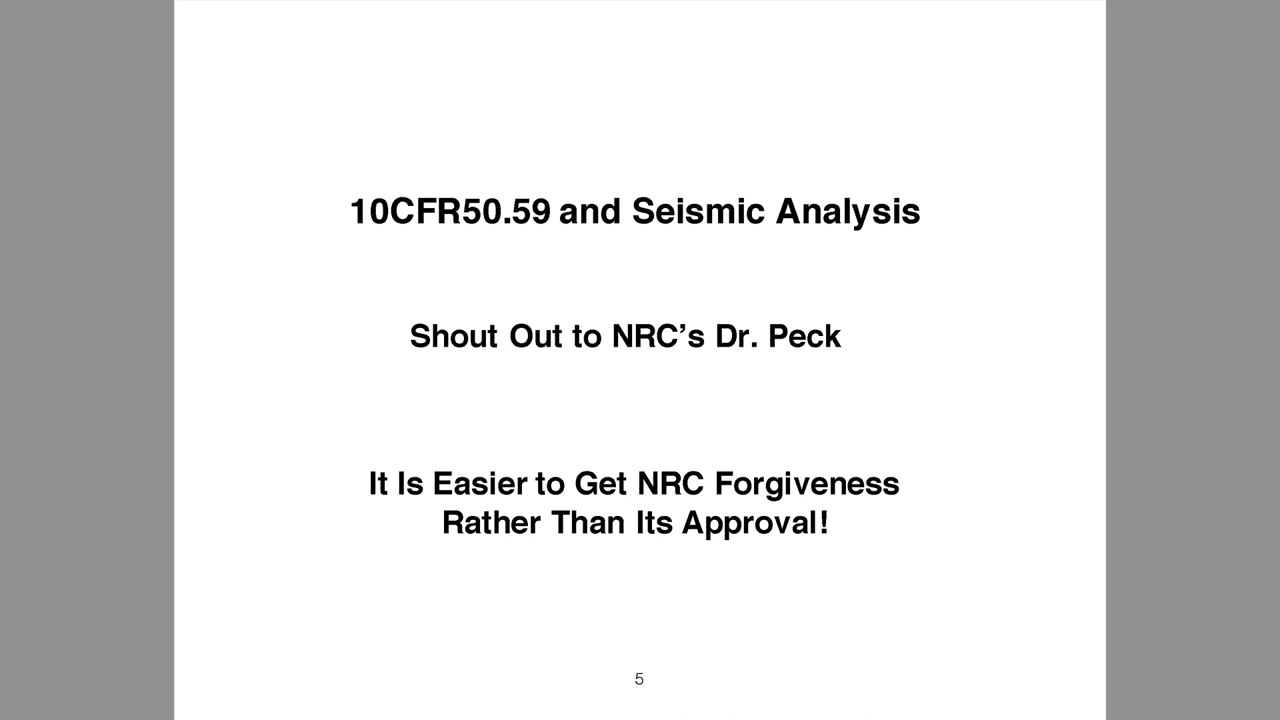 10CFR50.59 and Seismic Analysis
Shout Out to NRC’s Dr. Peck
It Is Easier to Get NRC Forgiveness
Rather Than Its Approval!
5